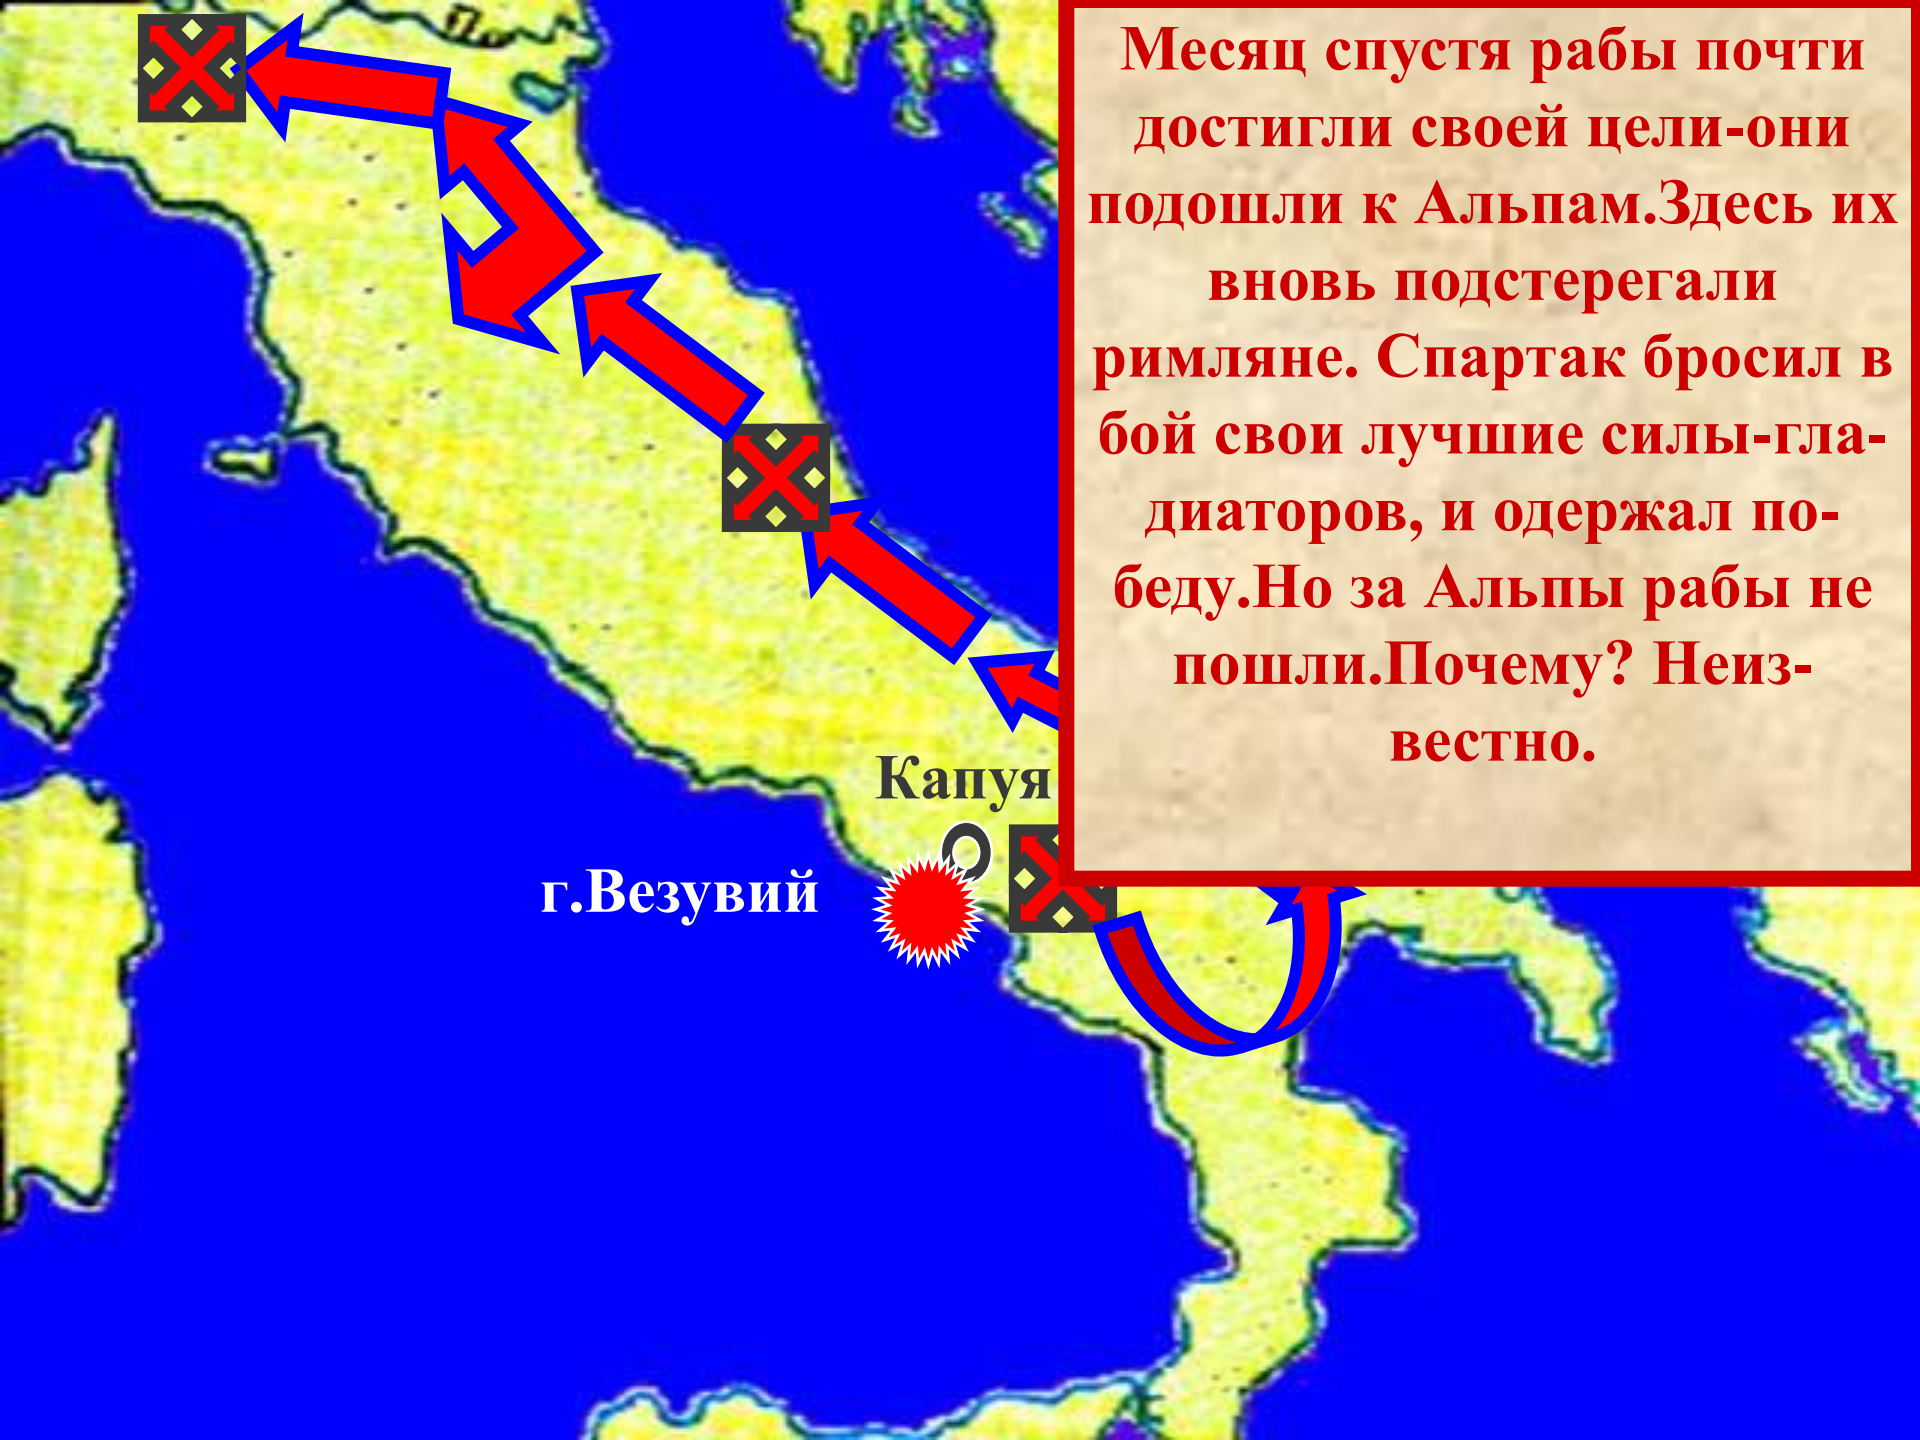 Месяц спустя рабы почти
достигли своей цели-они
подошли к Альпам.Здесь их
вновь подстерегали
римляне. Спартак бросил в
бой свои лучшие силы-гла-
диаторов, и одержал по-
беду.Но за Альпы рабы не
пошли.Почему? Неиз-
вестно.
Капуя
г.Везувий